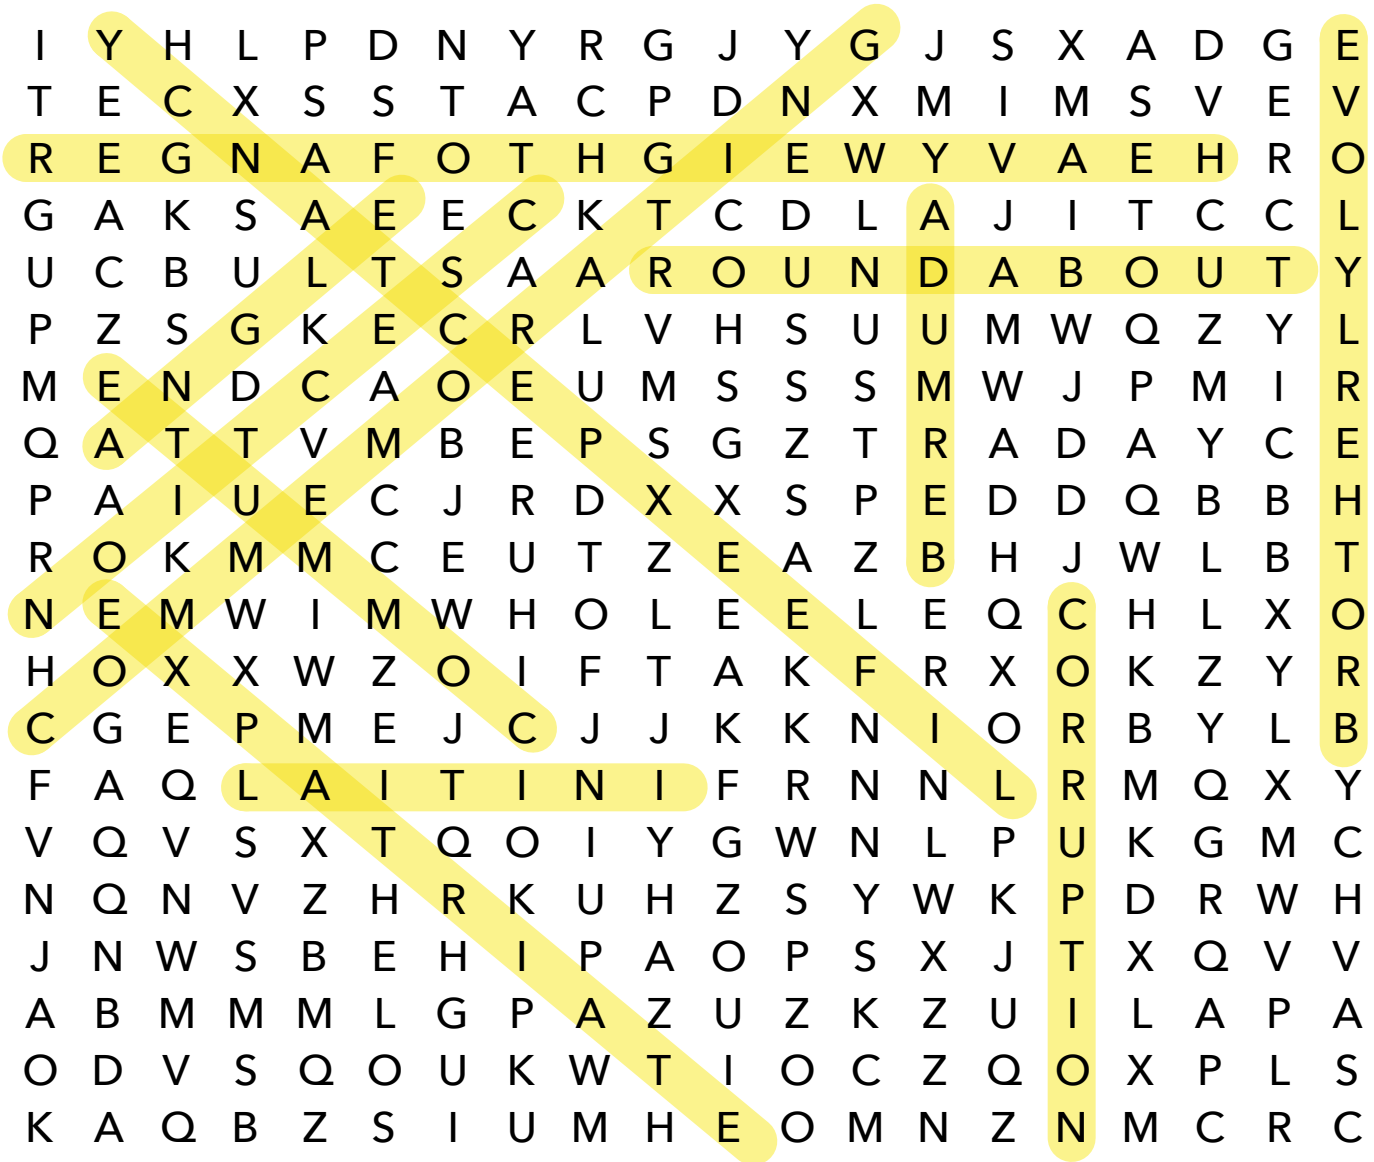 I Y H L P D N Y R G J Y G J S X A D G E
T E C X S S T A C P D N X M I M S V E V
R E G N A F O T H G I E W Y V A E H R O
G A K S A E E C K T C D L A J I T C C L
U C B U L T S A A R O U N D A B O U T Y
P Z S G K E C R L V H S U U M W Q Z Y L
M E N D C A O E U M S S S M W J P M I R
Q A T T V M B E P S G Z T R A D A Y C E
P A I U E C J R D X X S P E D D Q B B H
R O K M M C E U T Z E A Z B H J W L B T
N E M W I M W H O L E E L E Q C H L X O
H O X X W Z O I F T A K F R X O K Z Y R
C G E P M E J C J J K K N I O R B Y L B
F A Q L A I T I N I F R N N L R M Q X Y
V Q V S X T Q O I Y G W N L P U K G M C
N Q N V Z H R K U H Z S Y W K P D R W H
J N W S B E H I P A O P S X J T X Q V V
A B M M M L G P A Z U Z K Z U I L A P A
O D V S Q O U K W T I O C Z Q O X P L S
K A Q B Z S I U M H E O M N Z N M C R C